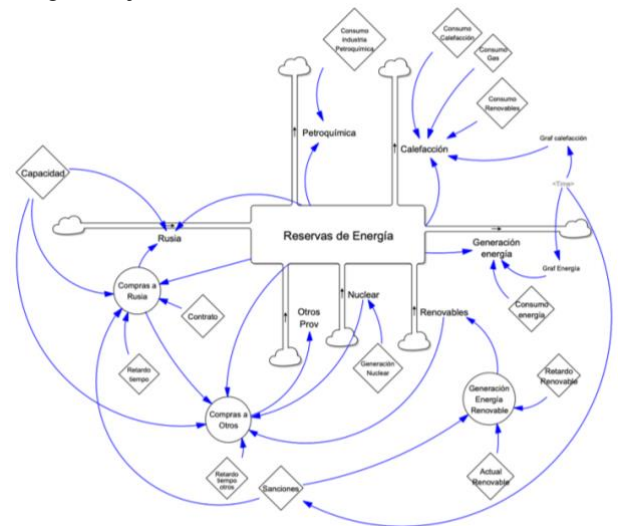 Consumo
Industria
Petroquímica
Consumo
Calefacción
Consumo
Gas
Consumo
Renovables
Petroquímica
Calefacción
Graf calefacción
<Time>
Capacidad
Rusia
Reservas de Energía
Generación
energía
Graf Energía
Compras a
Rusia
Contrato
Otros
Prov
Nuclear
Renovables
Consumo
energía
Retardo
tiempo
Generación
Nuclear
Generación
Energía
Renovable
Retardo
Renovable
Compras a
Otros
Retardo
tiempo
otros
Sanciones
Actual
Renovable